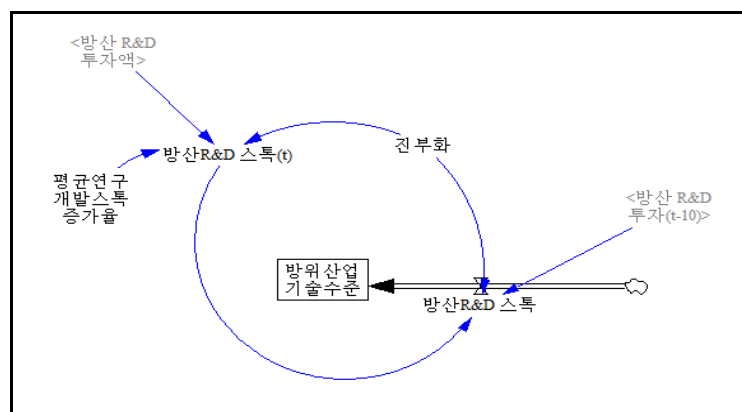 <방산 R&D
투자액>
방산R&D 스톡(t)
진부화
평균연구
개발스톡
증가율
<방산 R&D
투자(t-10)>
방위산업
기술수준
방산R&D 스톡